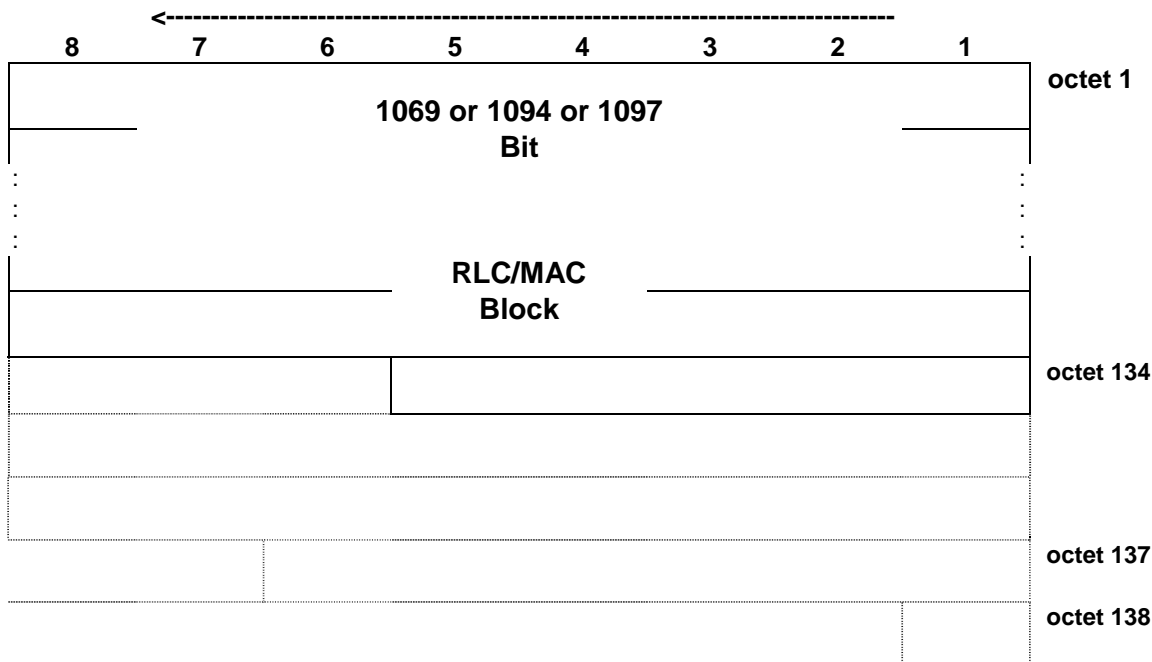 <--------------------------------------------------------------------------------
8 7 6 5 4 3 2 1
octet 1
1069 or 1094 or 1097
Bit
: :
: :
: :
RLC/MAC
Block
octet 134
octet 137
octet 138